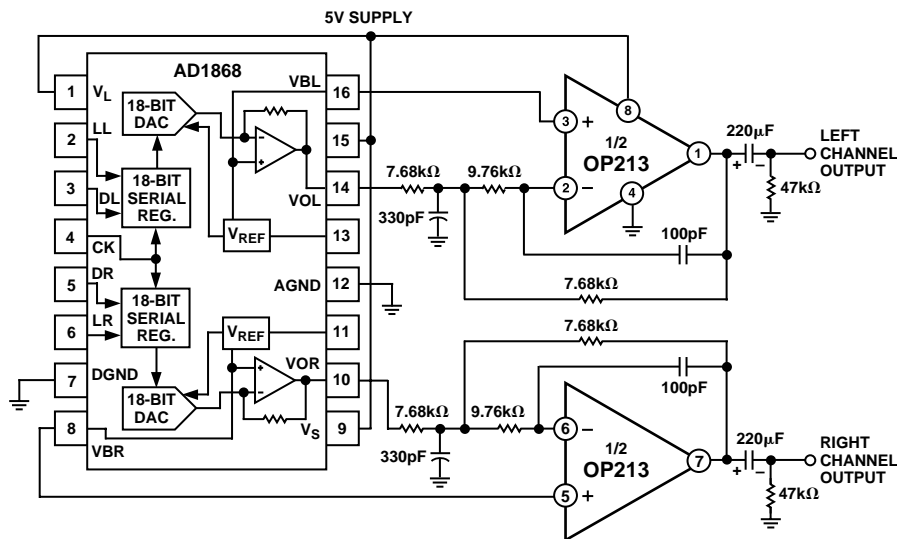 5V SUPPLY
AD1868
1
VL
18-BIT
DAC
VBL
16
2
LL
15
3
DL
18-BIT
SERIAL
REG.
VOL
14
4
CK
VREF
13
5
DR
18-BIT
SERIAL
REG.
AGND
12
6
LR
VREF
11
7
DGND
18-BIT
DAC
VOR
10
8
VBR
VS
9
+
−
−
+
7.68kΩ
9.76kΩ
330pF
3
+
2
−
1/2
OP213
8
4
1
220µF
+
−
47kΩ
LEFT
CHANNEL
OUTPUT
100pF
7.68kΩ
7.68kΩ
100pF
7.68kΩ
9.76kΩ
330pF
6
−
5
+
1/2
OP213
7
220µF
+
−
47kΩ
RIGHT
CHANNEL
OUTPUT